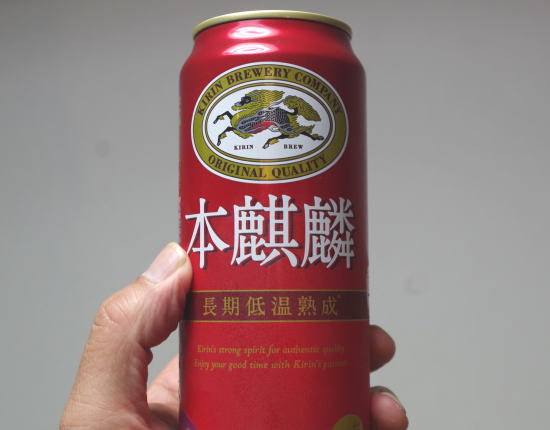 KIRIN BREWERY COMPANY
KIRIN BREW
ORIGINAL QUALITY
本麒麟
長期低温熟成
Kirin's strong spirit for authentic quality.
Enjoy your good time with Kirin's